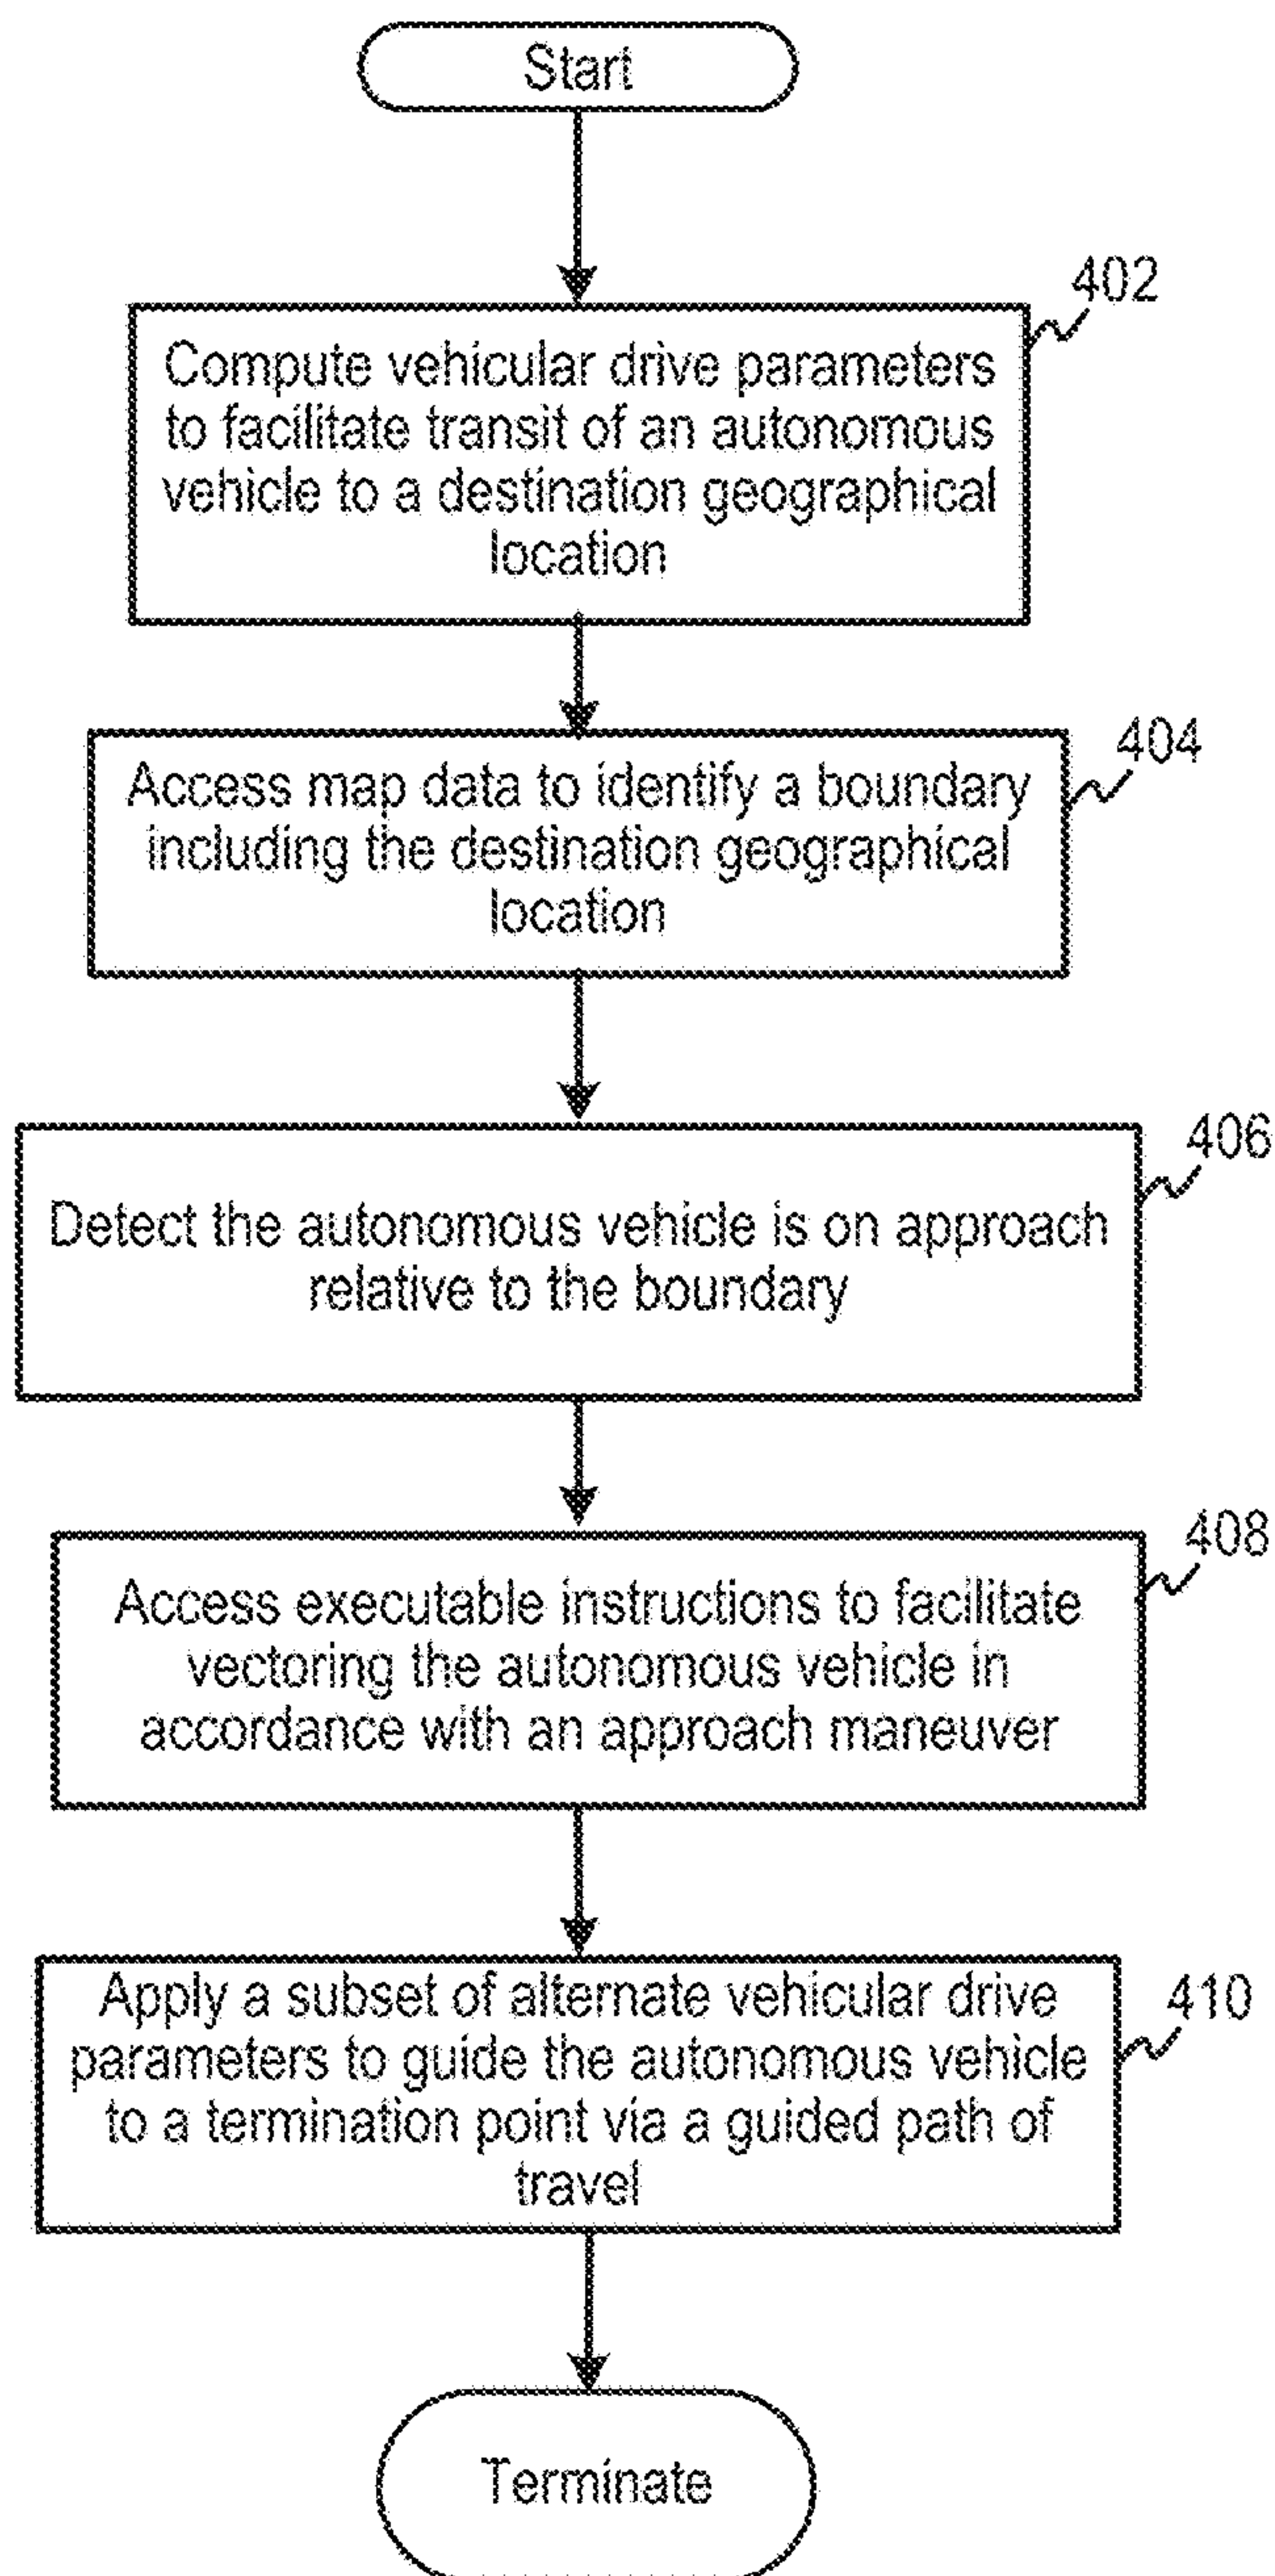 Start
402
Compute vehicular drive parameters
to facilitate transit of an autonomous
vehicle to a destination geographical
location
404
Access map data to identify a boundary
including the destination geographical
location
406
Detect the autonomous vehicle is on approach
relative to the boundary
408
Access executable instructions to facilitate
vectoring the autonomous vehicle in
accordance with an approach maneuver
410
Apply a subset of alternate vehicular drive
parameters to guide the autonomous vehicle
to a termination point via a guided path of
travel
Terminate